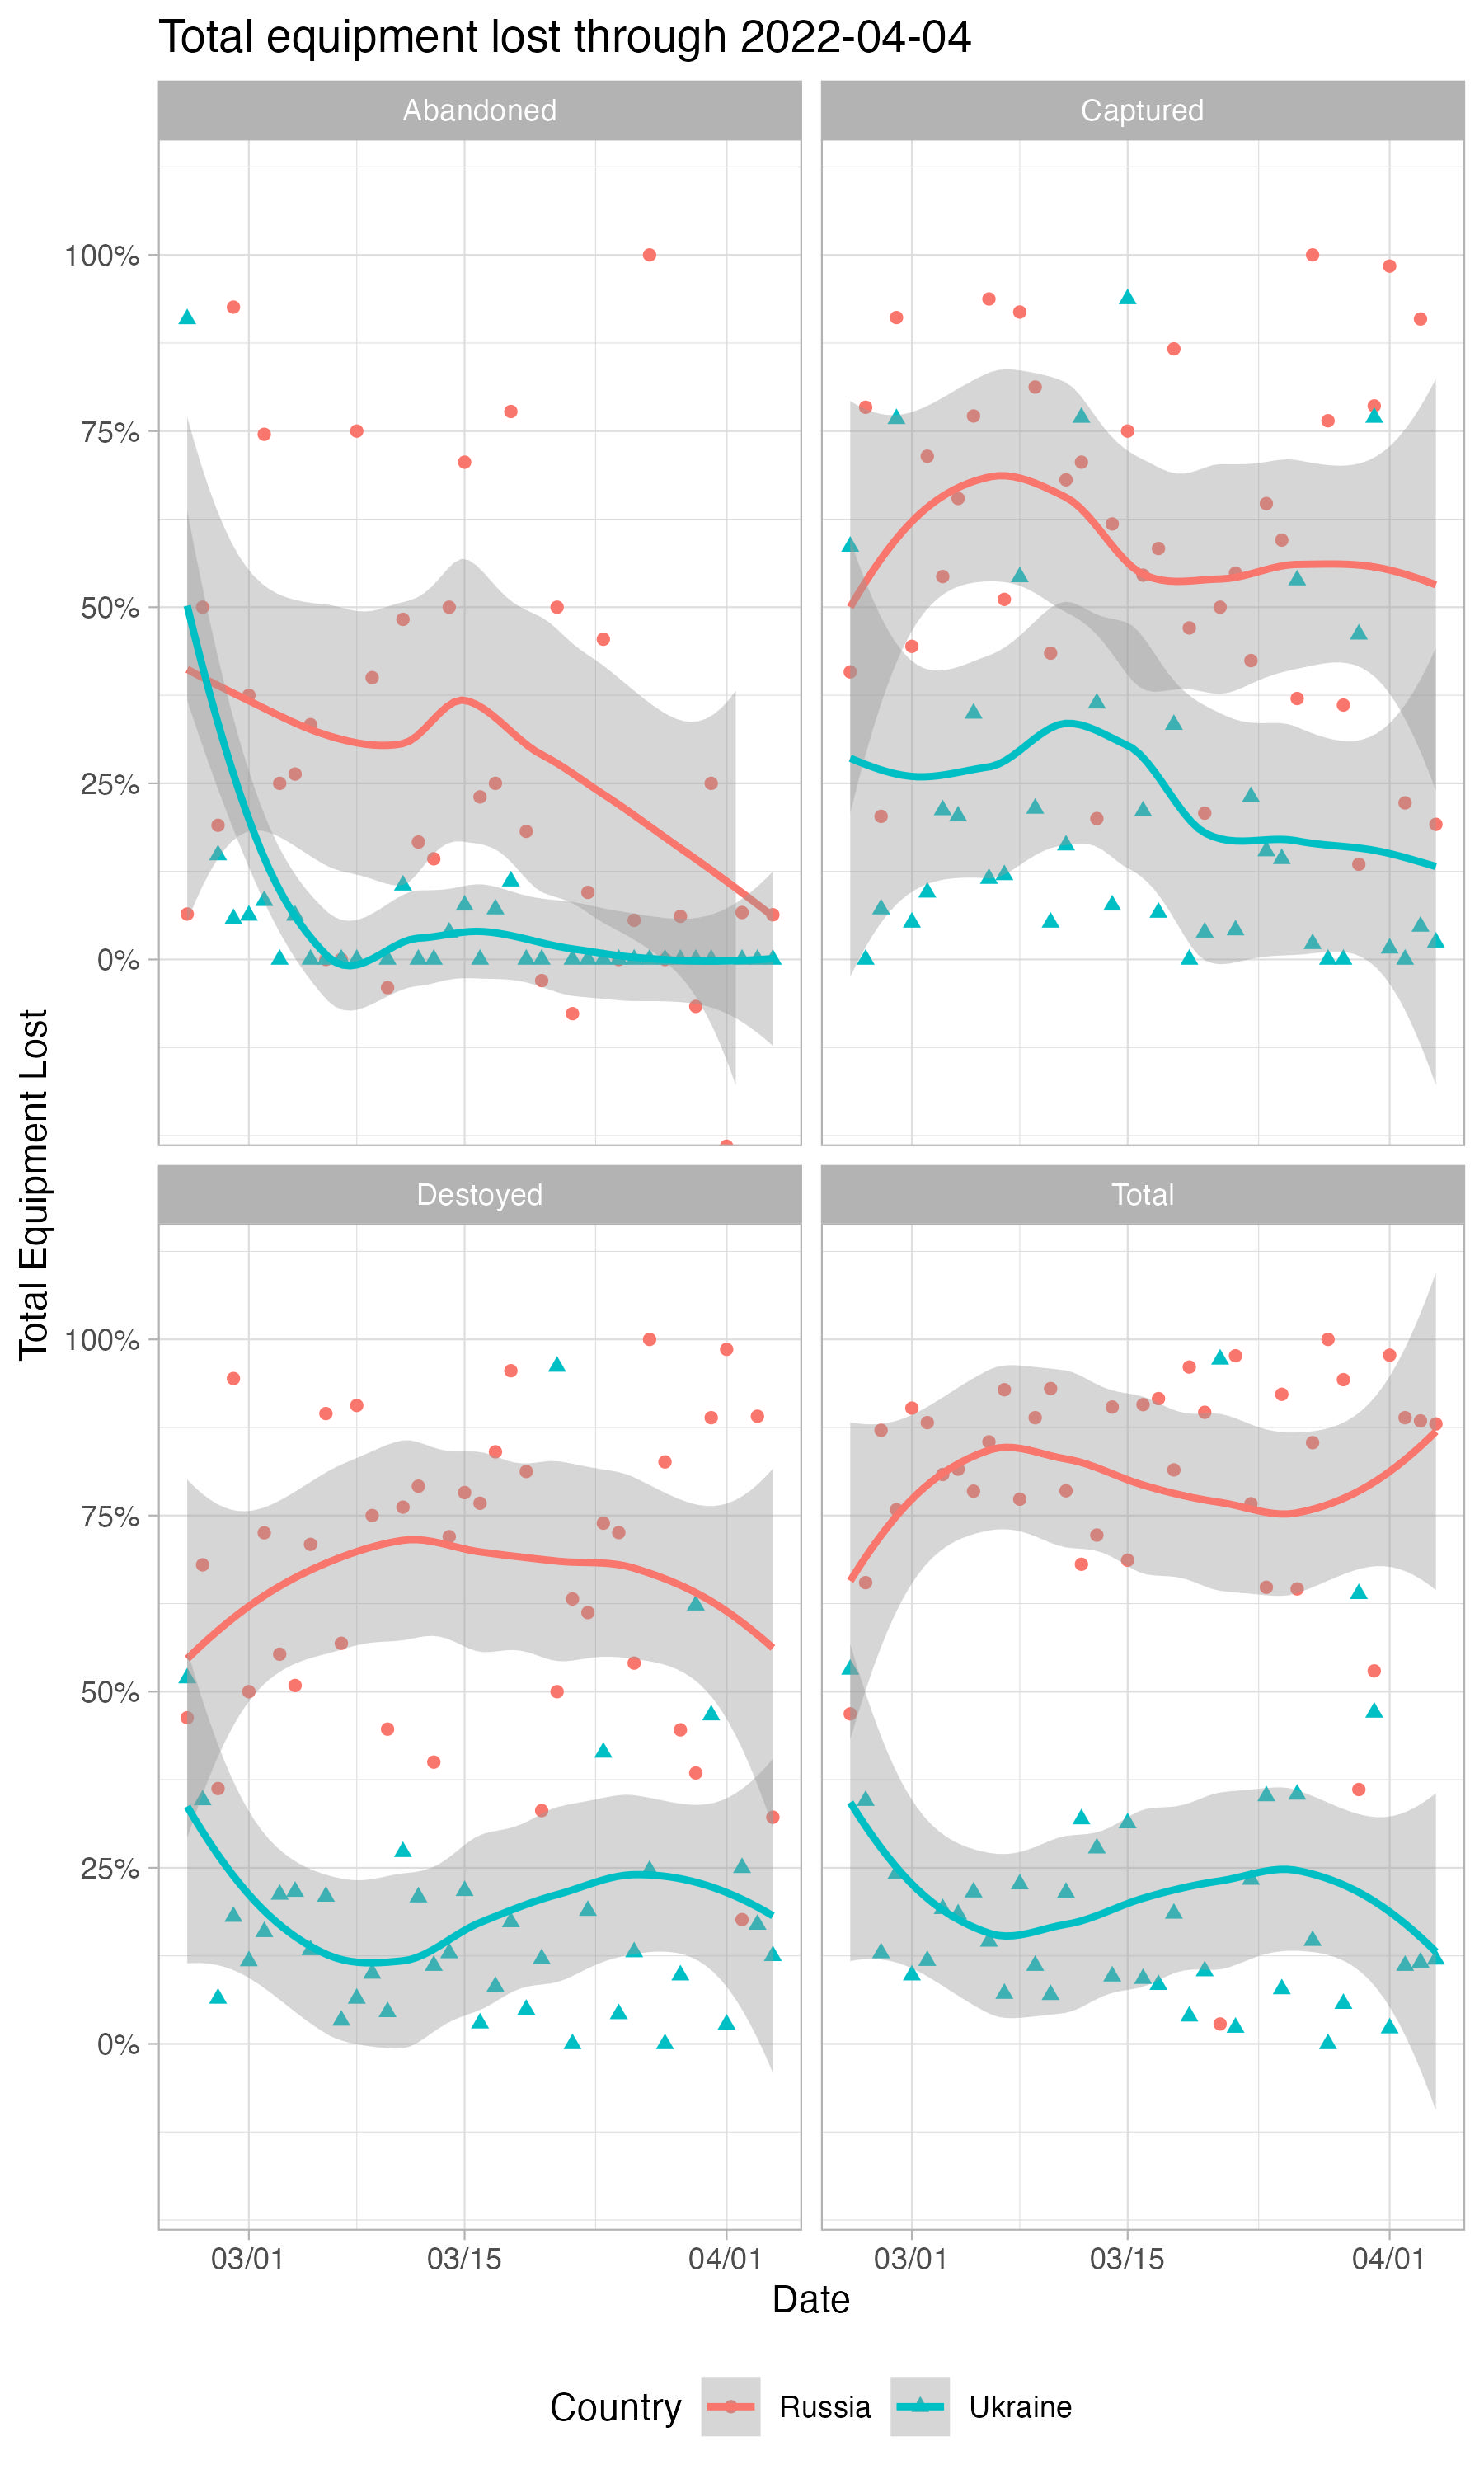 Total equipment lost through 2022-04-04
Abandoned
Captured
100%
75%
50%
25%
0%
Total Equipment Lost
Destoyed
Total
100%
75%
50%
25%
0%
03/01
03/15
04/01
03/01
03/15
04/01
Date
Country
Russia
Ukraine